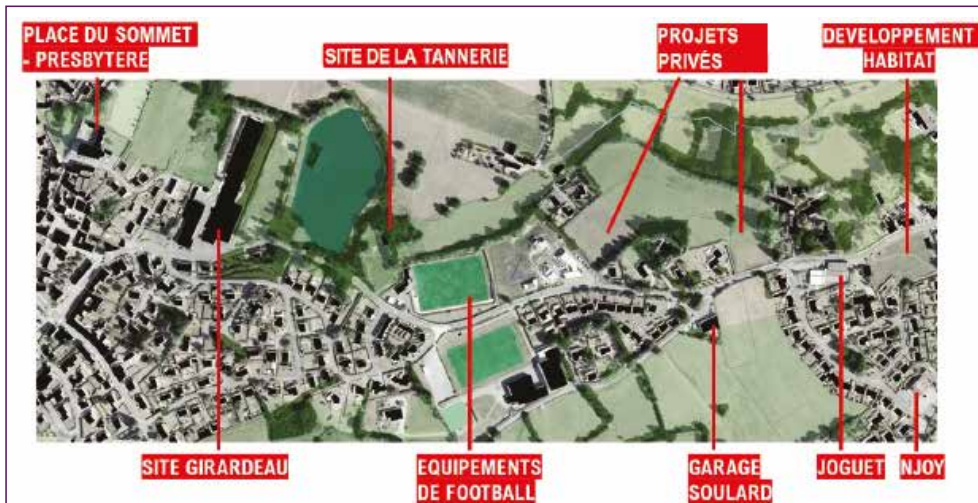 PLACE DU SOMMET
- PRESBYTERE
SITE DE LA TANNERIE
PROJETS
PRIVÉS
DEVELOPPEMENT
HABITAT
SITE GIRARDEAU
EQUIPEMENTS
DE FOOTBALL
GARAGE
SOULARD
JOGUET
NJOY